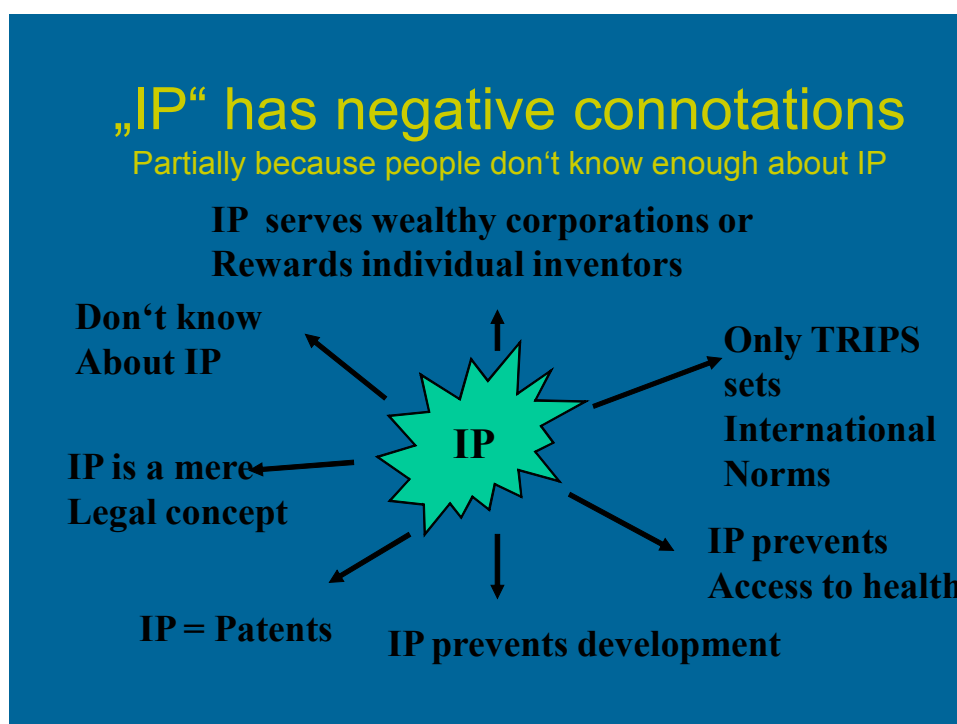 „IP“ has negative connotations
Partially because people don‘t know enough about IP
IP serves wealthy corporations or
Rewards individual inventors
Don‘t know
About IP
Only TRIPS
sets
International
Norms
IP
IP is a mere
Legal concept
IP prevents
Access to health
IP = Patents
IP prevents development